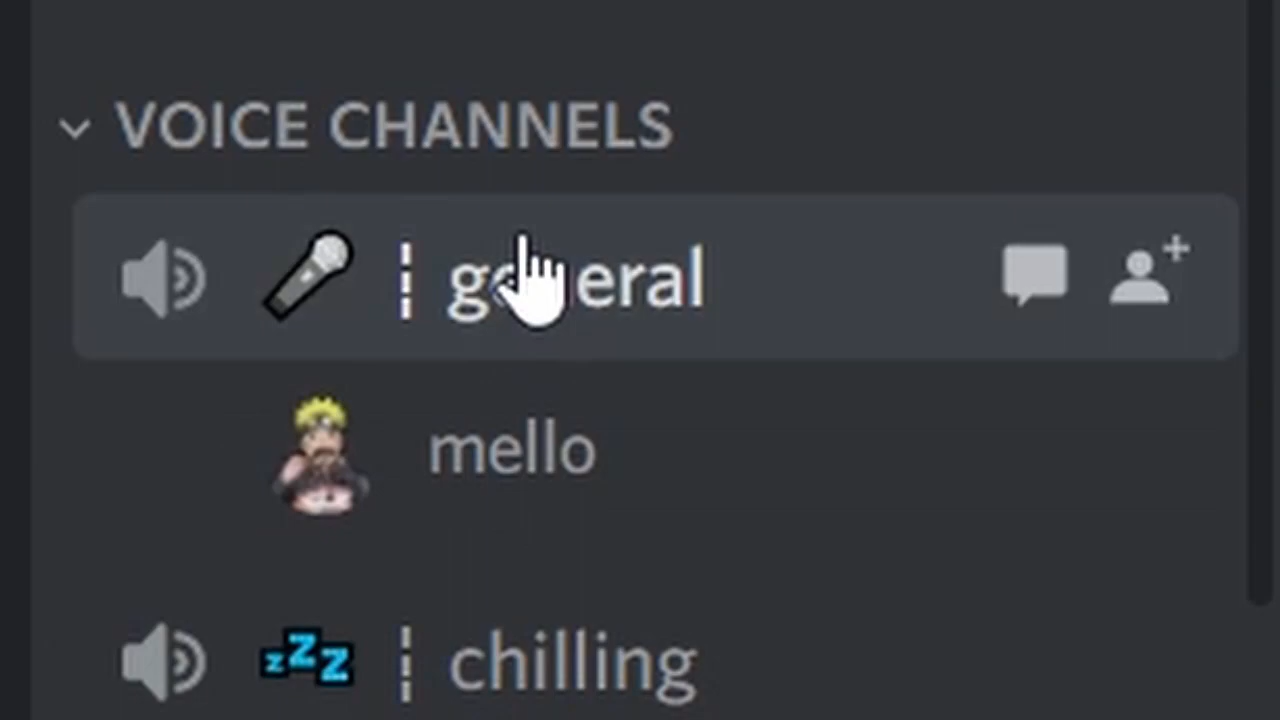 VOICE CHANNELS
🎤 ┊ general
mello
💤 ┊ chilling